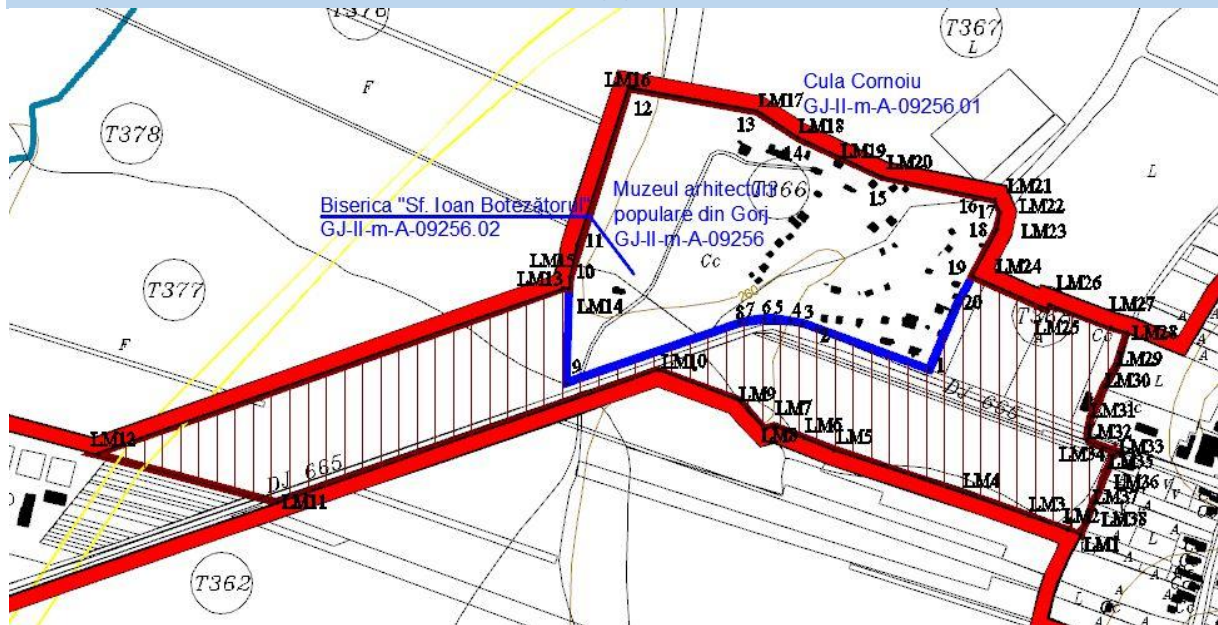 T376
T367
L
F
LM16
12
LM17
Cula Cornoiu
GJ-II-m-A-09256.01
T378
13
LM18
14
LM19
LM20
L
T366
15
LM21
16
17
LM22
18
LM23
Biserica "Sf. Ioan Botezătorul"
GJ-II-m-A-09256.02
Muzeul arhitecturii
populare din Gorj
GJ-II-m-A-09256
Cc
11
LM15
10
LM13
LM14
T377
19
LM24
LM26
20
260
LM25
LM27
LM28
Cc
A
8
7
6
5
4
3
2
1
F
9
LM10
LM29
LM30
L
DJ 665
LM9
LM7
LM8
LM6
LM5
LM31
LM32
LM33
LM34
LM35
LM36
LM12
DJ 665
LM11
LM4
LM3
LM2
LM37
LM38
LM1
T362
L
A
Cc